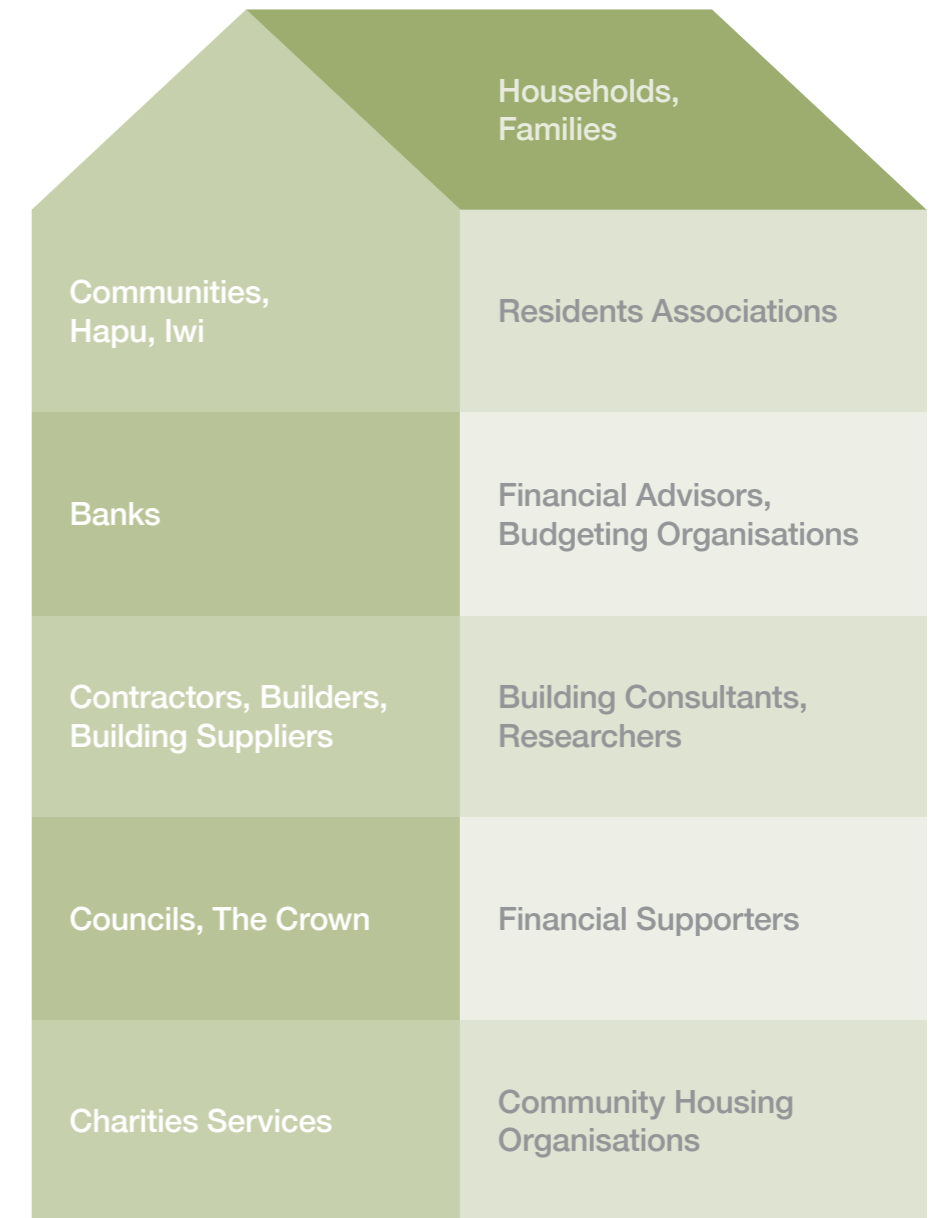 Households,
Families
Communities,
Hapu, Iwi
Residents Associations
Banks
Financial Advisors,
Budgeting Organisations
Contractors, Builders,
Building Suppliers
Building Consultants,
Researchers
Councils, The Crown
Financial Supporters
Charities Services
Community Housing
Organisations